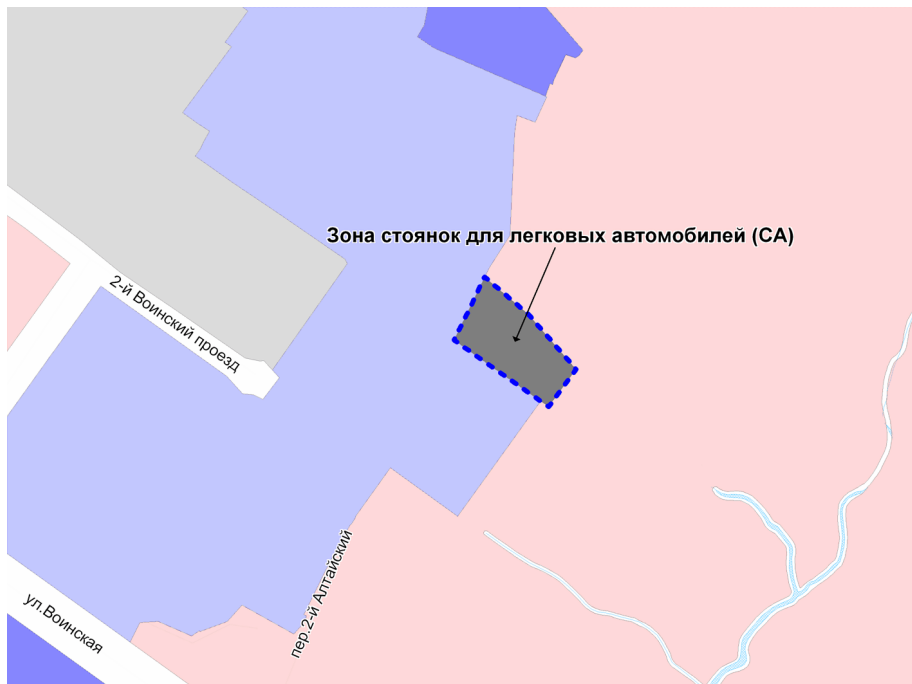 Зона стоянок для легковых автомобилей (СА)
2-й Воинский проезд
пер.2-й Алтайский
ул.Воинская